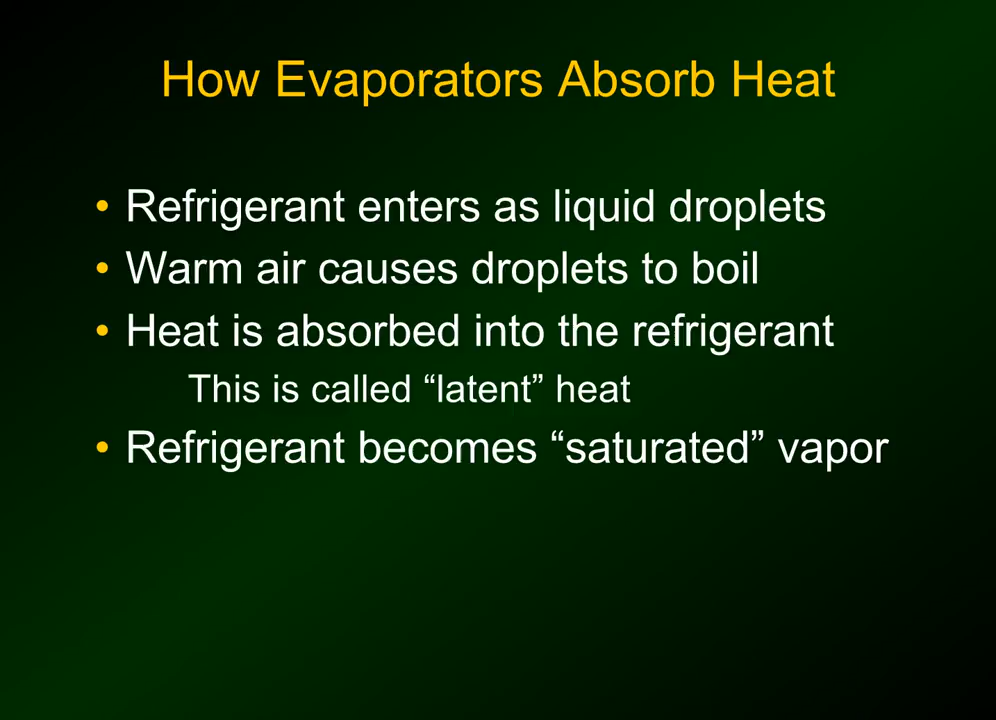 How Evaporators Absorb Heat
• Refrigerant enters as liquid droplets
• Warm air causes droplets to boil
• Heat is absorbed into the refrigerant
This is called “latent” heat
• Refrigerant becomes “saturated” vapor